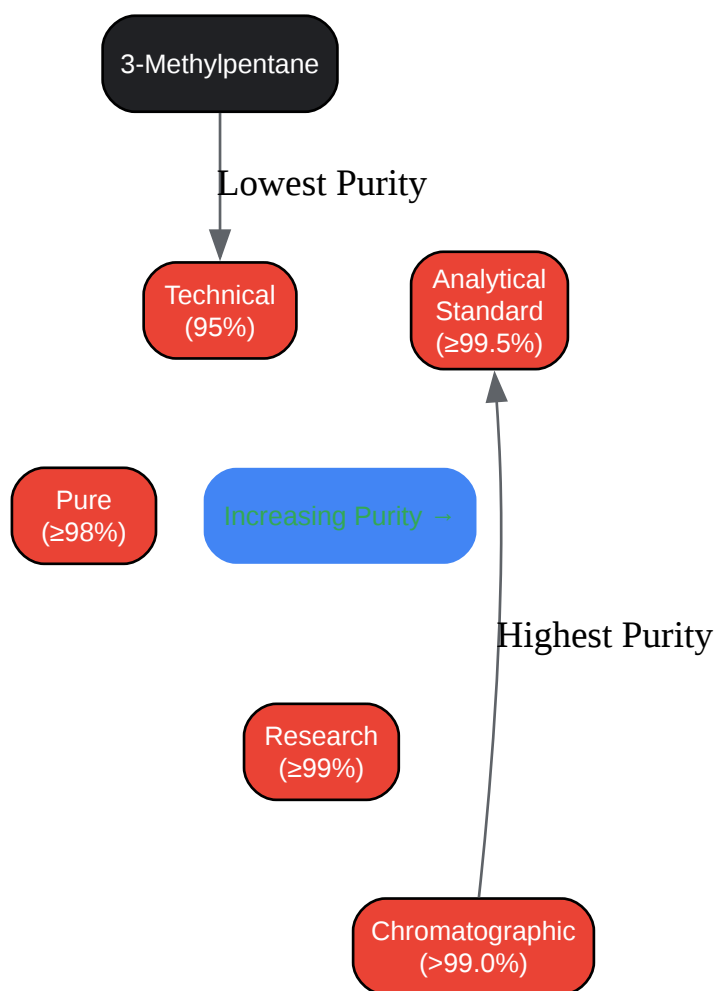 3-Methylpentane
Lowest Purity
Technical
(95%)
Analytical
Standard
(≥99.5%)
Pure
(≥98%)
Increasing Purity →
Highest Purity
Research
(≥99%)
Chromatographic
(>99.0%)